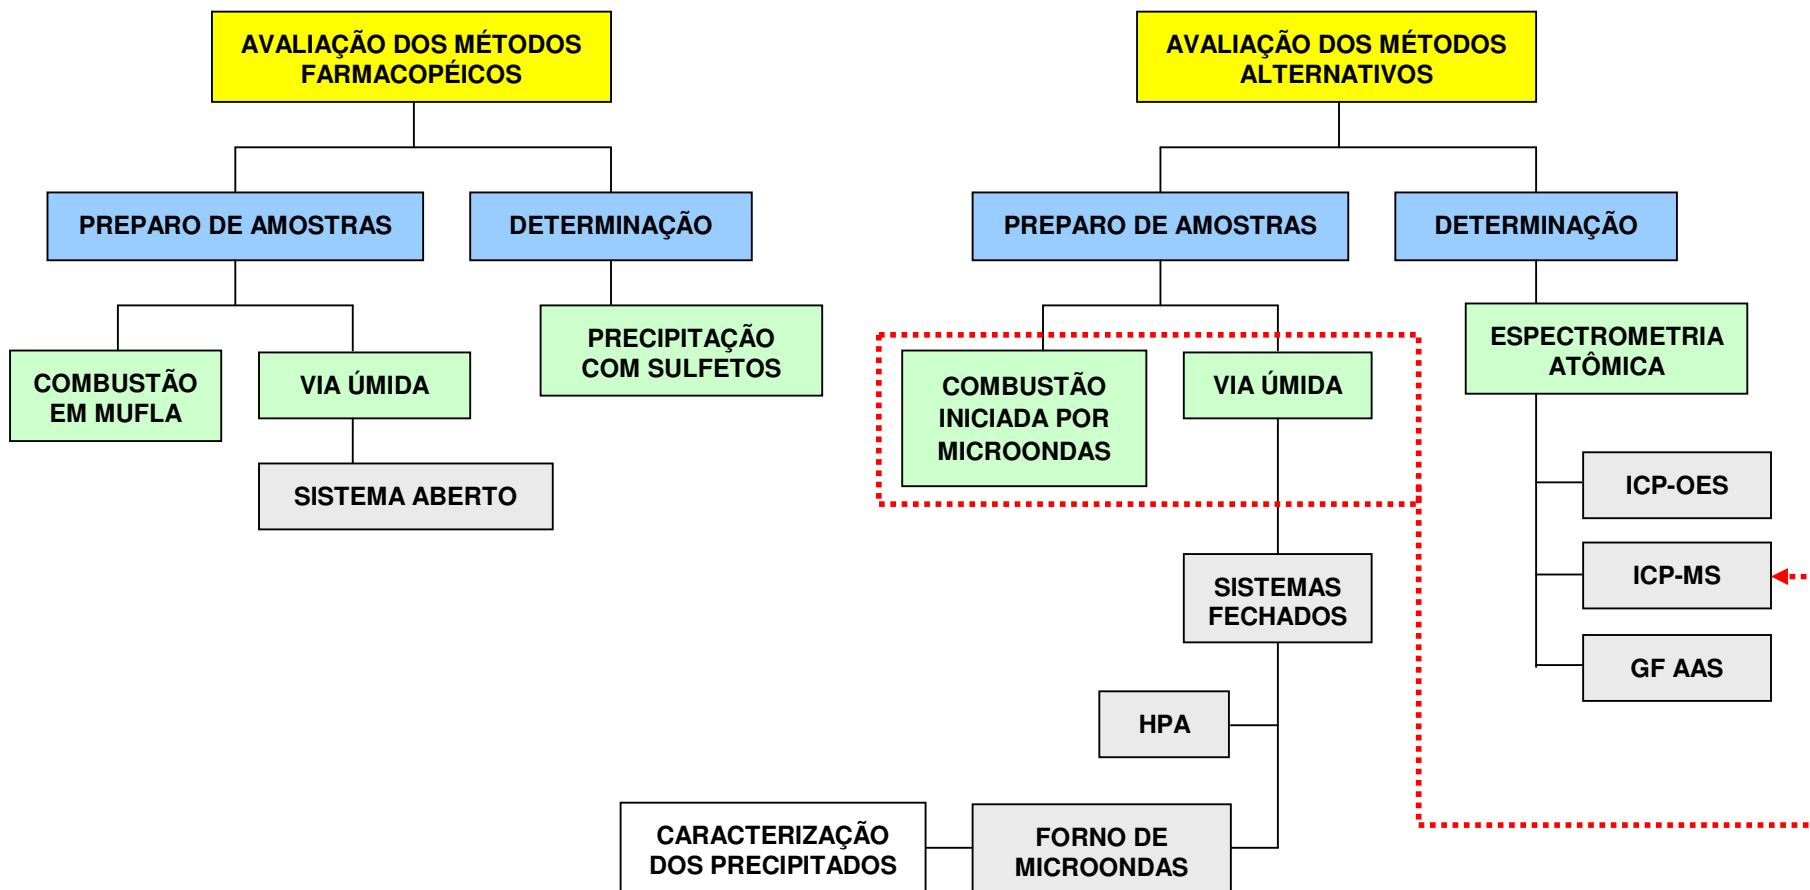 AVALIAÇÃO DOS MÉTODOS
FARMACOPÉICOS
PREPARO DE AMOSTRAS
DETERMINAÇÃO
COMBUSTÃO
EM MUFLA
VIA ÚMIDA
SISTEMA ABERTO
PRECIPITAÇÃO
COM SULFETOS
AVALIAÇÃO DOS MÉTODOS
ALTERNATIVOS
PREPARO DE AMOSTRAS
DETERMINAÇÃO
COMBUSTÃO
INICIADA POR
MICROONDAS
VIA ÚMIDA
SISTEMAS
FECHADOS
HPA
FORNO DE
MICROONDAS
CARACTERIZAÇÃO
DOS PRECIPITADOS
ESPECTROMETRIA
ATÔMICA
ICP-OES
ICP-MS
GF AAS